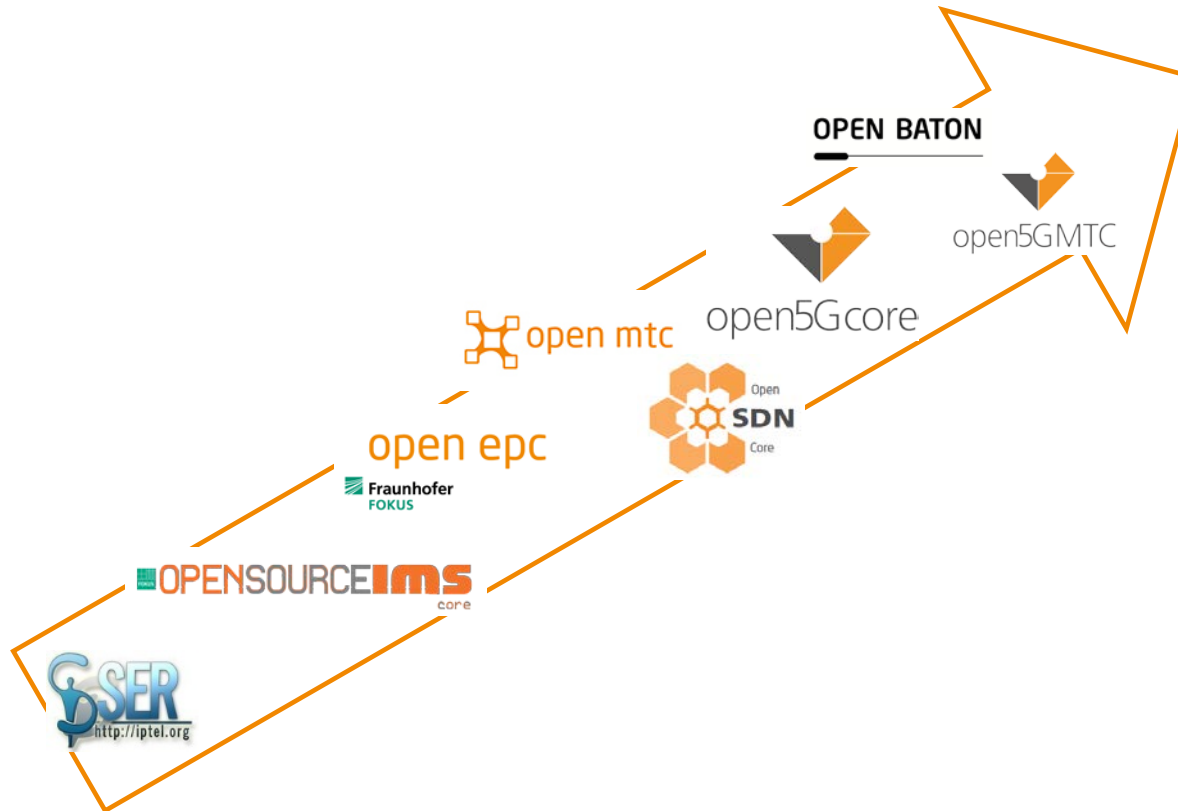 OPEN BATON
open5GMTC
open5Gcore
open mtc
Open
SDN
Core
open epc
Fraunhofer
FOKUS
FOKUS
OPENSOURCEIMS
core
SER
http://iptel.org